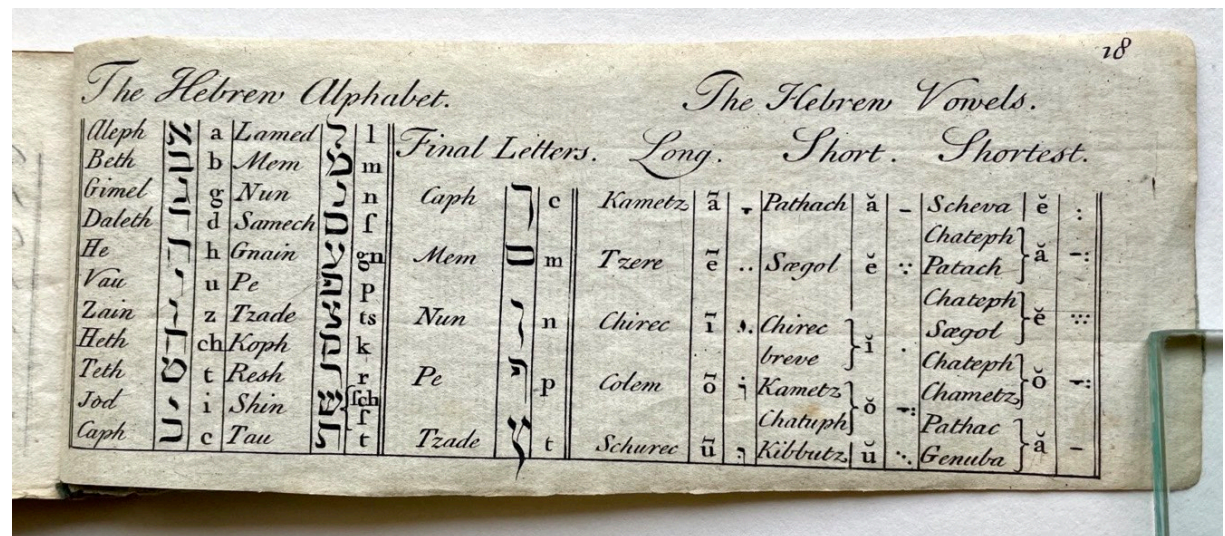 18
The Hebrew Alphabet.
Aleph א a Lamed ל l
Beth ב b Mem מ m
Gimel ג g Nun נ n
Daleth ד d Samech ס ſ
He ה h Gnain ע gn
Vau ו u Pe פ p
Zain ז z Tzade צ ts
Heth ח ch Koph ק k
Teth ט t Resh ר r
Jod י i Shin ש ſch ſ
Caph כ c Tau ת t
Final Letters.
Caph ך c
Mem ם m
Nun ן n
Pe ף p
Tzade ץ t
The Hebrew Vowels.
Long. Short. Shortest.
Kametz ā Pathach ă Scheva ĕ
Tzere ē Sægol ĕ Chateph Patach ă
Chirec ī Chirec breve ĭ Chateph Sægol ĕ
Colem ō Kametz Chatuph ŏ Chateph Chametz ŏ
Schurec ū Kibbutz ŭ Pathac Genuba ă